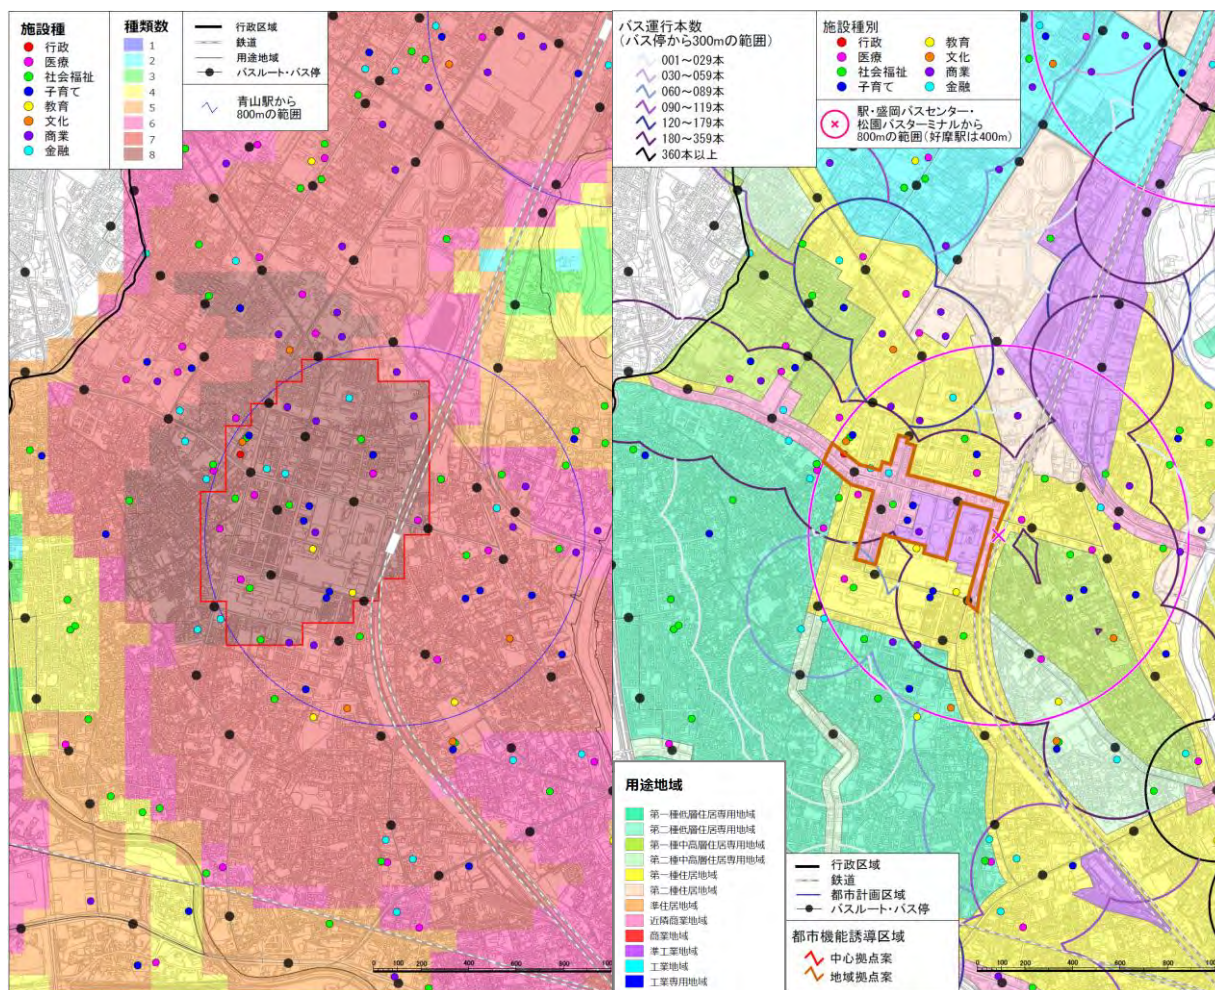 施設種
行政
医療
社会福祉
子育て
教育
文化
商業
金融
種類数
1
2
3
4
5
6
7
8
行政区域
鉄道
用途地域
バスルート・バス停
青山駅から
800mの範囲
0 100 200 400 600 800
バス運行本数
(バス停から300mの範囲)
001～029本
030～059本
060～089本
090～119本
120～179本
180～359本
360本以上
施設種別
行政
医療
社会福祉
子育て
教育
文化
商業
金融
駅・盛岡バスセンター・
松園バスターミナルから
800mの範囲(好摩駅は400m)
用途地域
第一種低層住居専用地域
第二種低層住居専用地域
第一種中高層住居専用地域
第二種中高層住居専用地域
第一種住居地域
第二種住居地域
準住居地域
近隣商業地域
商業地域
準工業地域
工業地域
工業専用地域
行政区域
鉄道
都市計画区域
バスルート・バス停
都市機能誘導区域
中心拠点案
地域拠点案
0 100 200 400 600 800